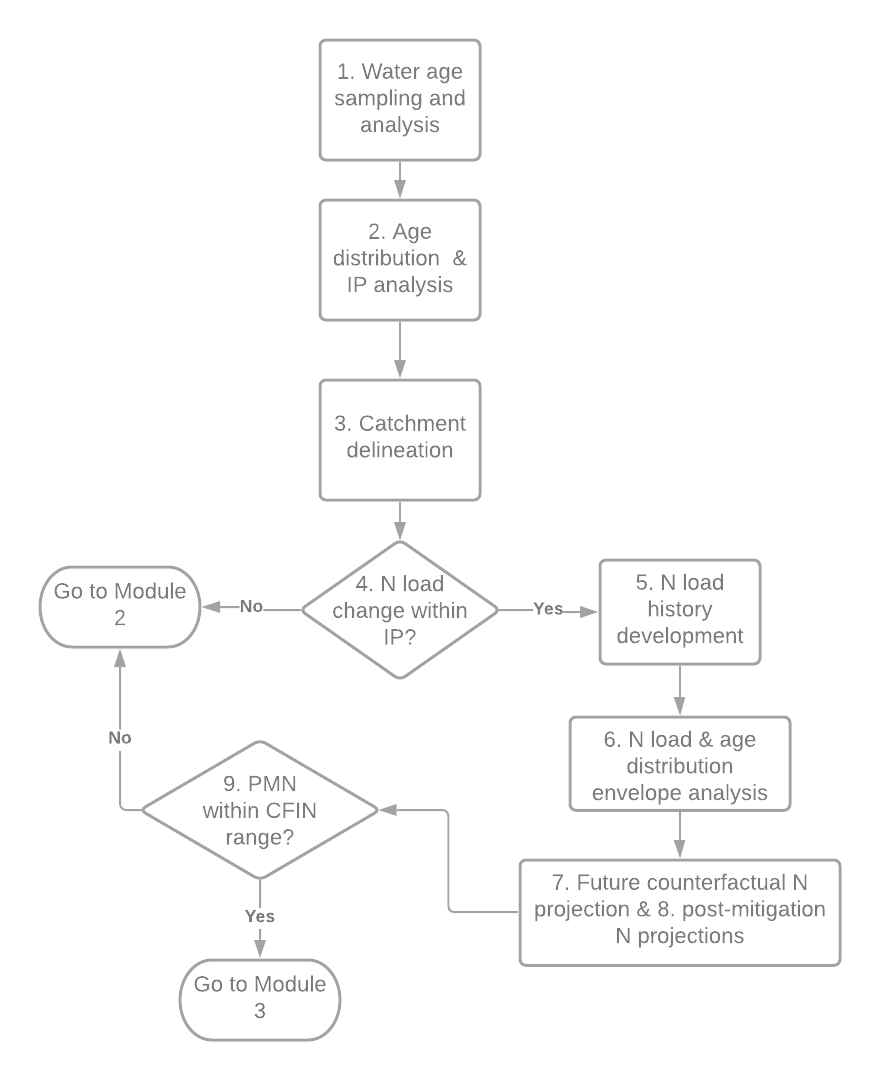 1. Water age
sampling and
analysis
2. Age
distribution  &
IP analysis
3. Catchment
delineation
4. N load
change within
IP?
No
Go to Module
2
Yes
5. N load
history
development
6. N load & age
distribution
envelope analysis
7. Future counterfactual N
projection & 8. post-mitigation
N projections
9. PMN
within CFIN
range?
No
Yes
Go to Module
3